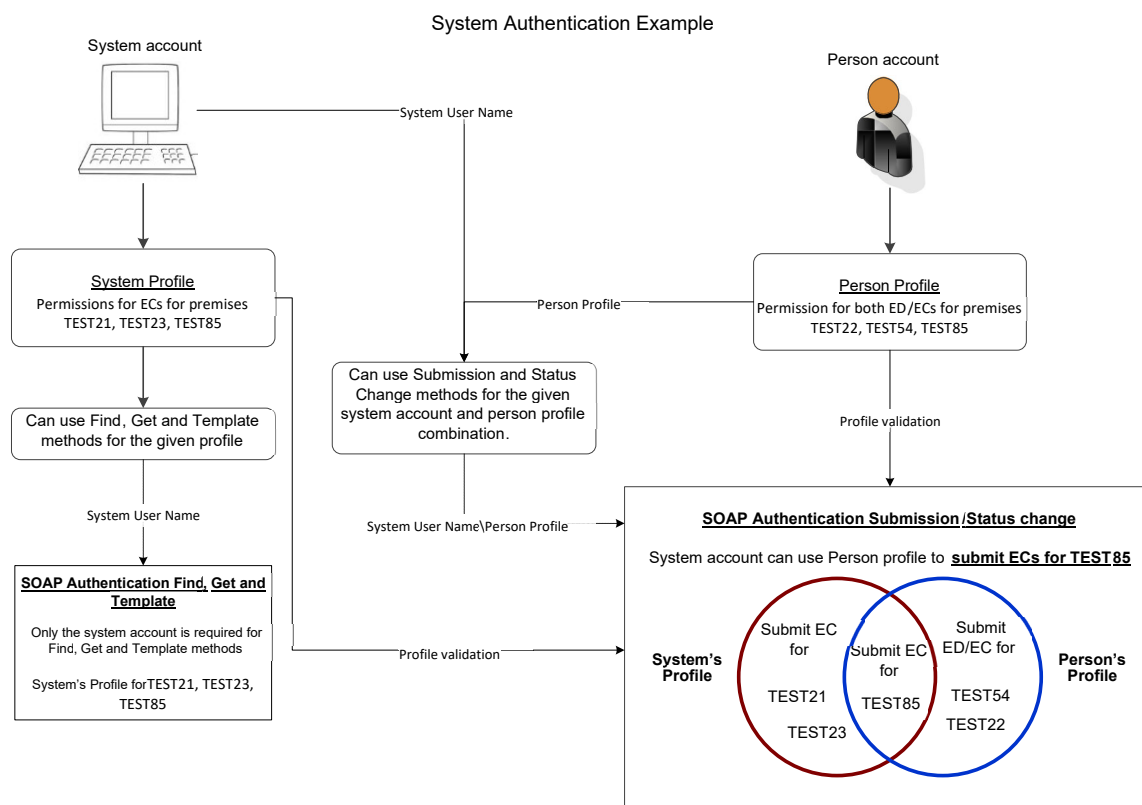 System Authentication Example
System account
Person account
System User Name
System Profile
Permissions for ECs for premises
TEST21, TEST23, TEST85
Person Profile
Person Profile
Permission for both ED/ECs for premises
TEST22, TEST54, TEST85
Can use Submission and Status
Change methods for the given
system account and person profile
combination.
Can use Find, Get and Template
methods for the given profile
Profile validation
System User Name
System User Name\Person Profile
SOAP Authentication Find, Get and
Template
Only the system account is required for
Find, Get and Template methods
System's Profile forTEST21, TEST23,
TEST85
Profile validation
SOAP Authentication Submission/Status change
System account can use Person profile to submit ECs for TEST85
System's
Profile
Submit EC
for
TEST21
TEST23
Submit EC
for
TEST85
Submit
ED/EC for
TEST54
TEST22
Person's
Profile